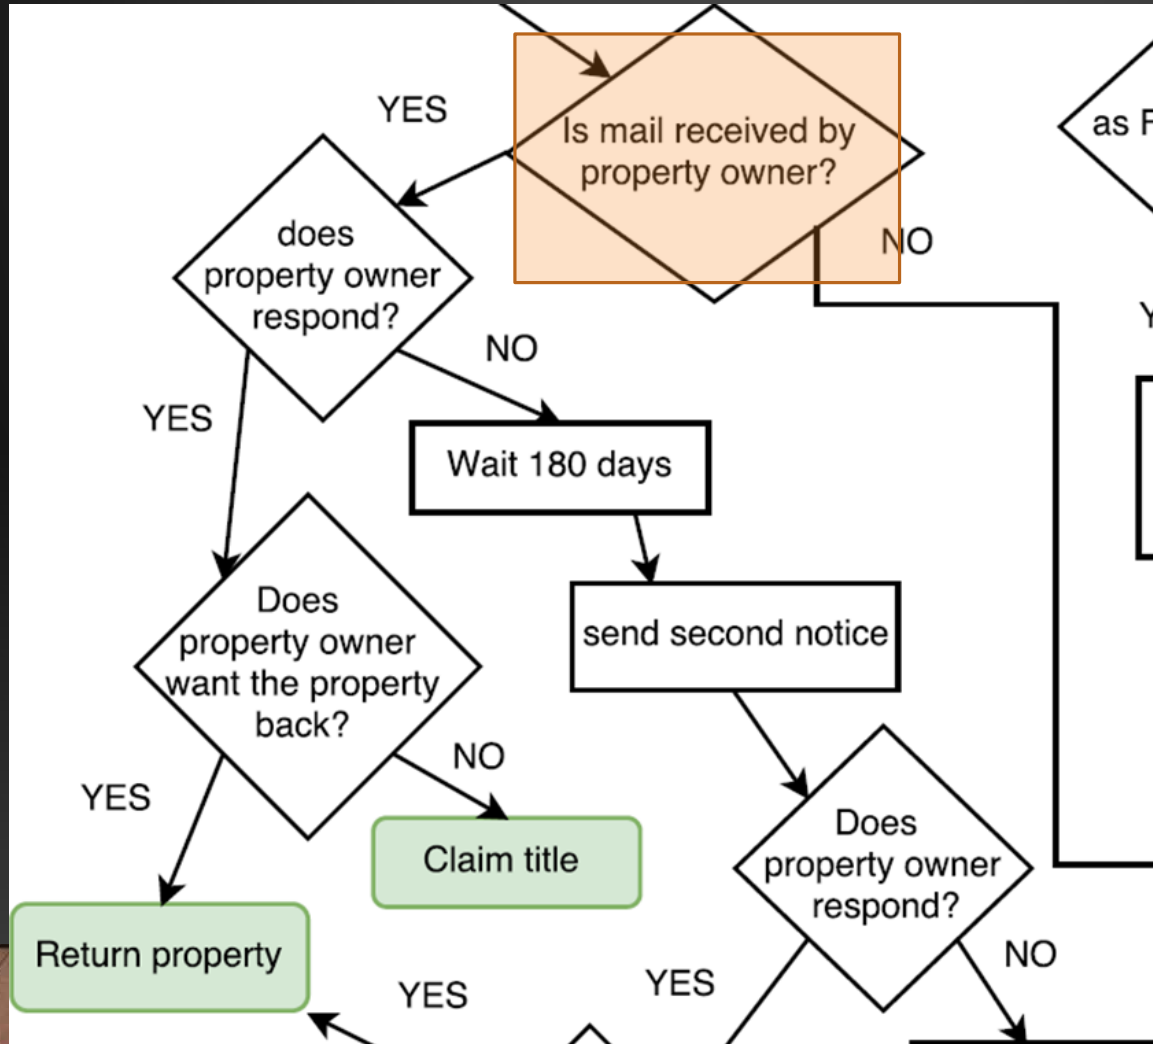 Is mail received by
property owner?
YES
NO
as
does
property owner
respond?
YES
NO
Wait 180 days
send second notice
Does
property owner
want the property
back?
YES
NO
Claim title
Return property
Does
property owner
respond?
YES
NO
YES